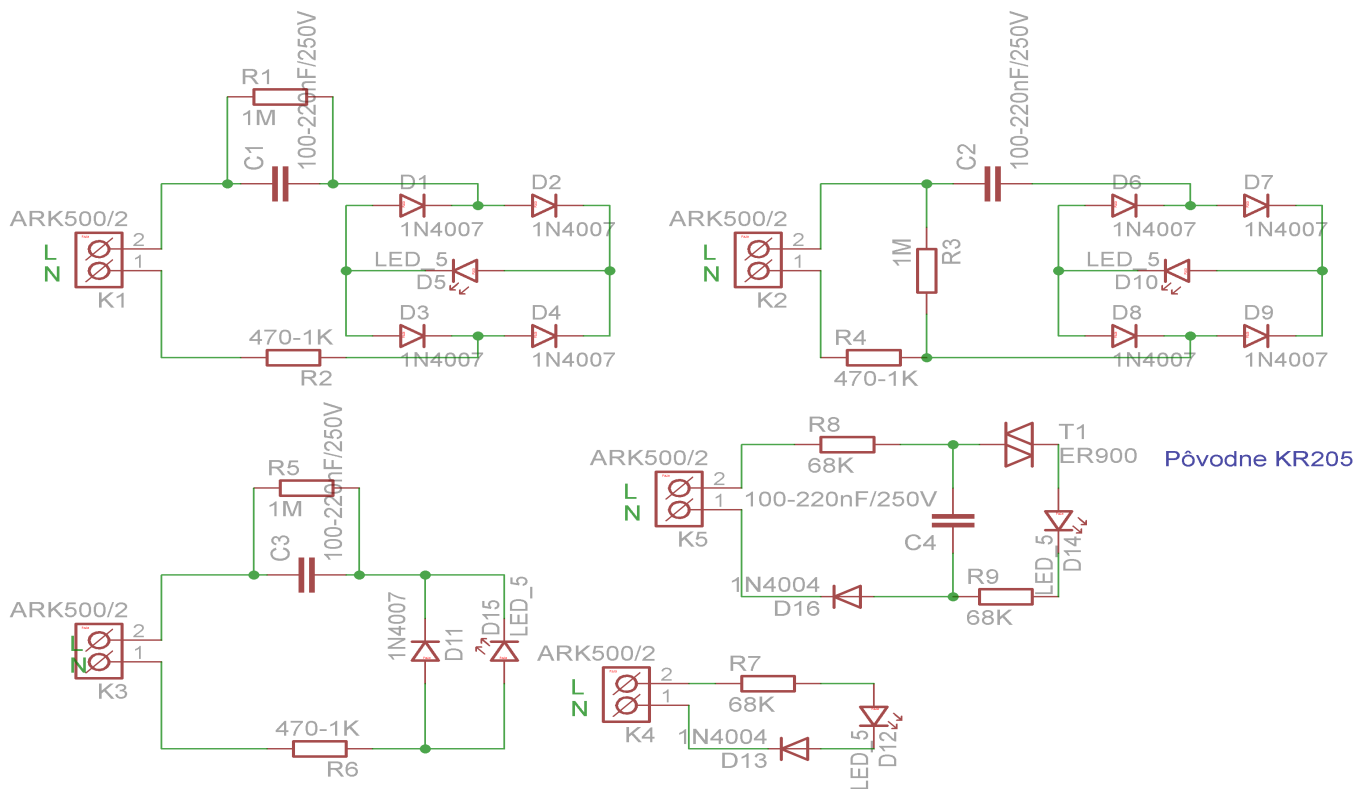 R1
1M
C1
100-220nF/250V
D1
D2
1N4007
1N4007
ARK500/2
L
N
2
1
K1
LED_5
D5
D3
D4
1N4007
1N4007
470-1K
R2
100-220nF/250V
C2
D6
D7
1N4007
1N4007
ARK500/2
L
N
2
1
K2
1M
R3
LED_5
D10
D8
D9
1N4007
1N4007
R4
470-1K
R5
1M
C3
100-220nF/250V
ARK500/2
L
N
2
1
K3
1N4007
D11
D15
LED_5
470-1K
R6
R8
68K
T1
ER900
Pôvodne KR205
ARK500/2
L
N
2
1
K5
100-220nF/250V
C4
LED_5
D14
1N4004
D16
R9
68K
ARK500/2
L
N
2
1
K4
R7
68K
1N4004
D13
LED_5
D12